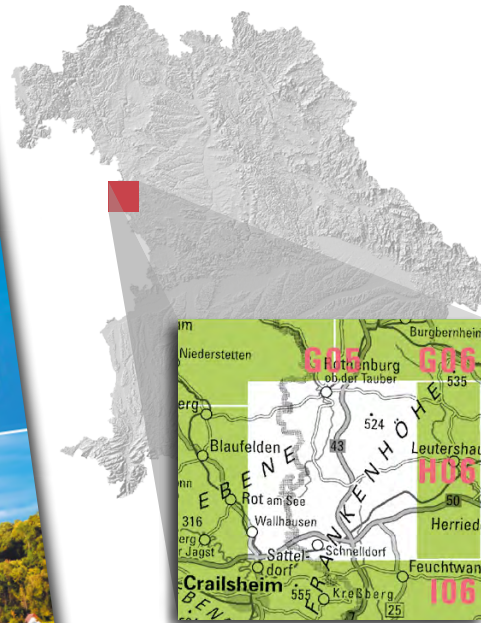 Burgbernheim
Niederstetten
G05
G06
Rothenburg
ob der Tauber
535
erg
524
Blaufelden
43
Leutershau
EBENE
FRANKENHÖHE
H06
Rot am See
50
316
Wallhausen
Herried
erg
r Jagst
Schnelldorf
Sattel-
dorf
Feuchtwan
Crailsheim
I06
555
Kreßberg
25